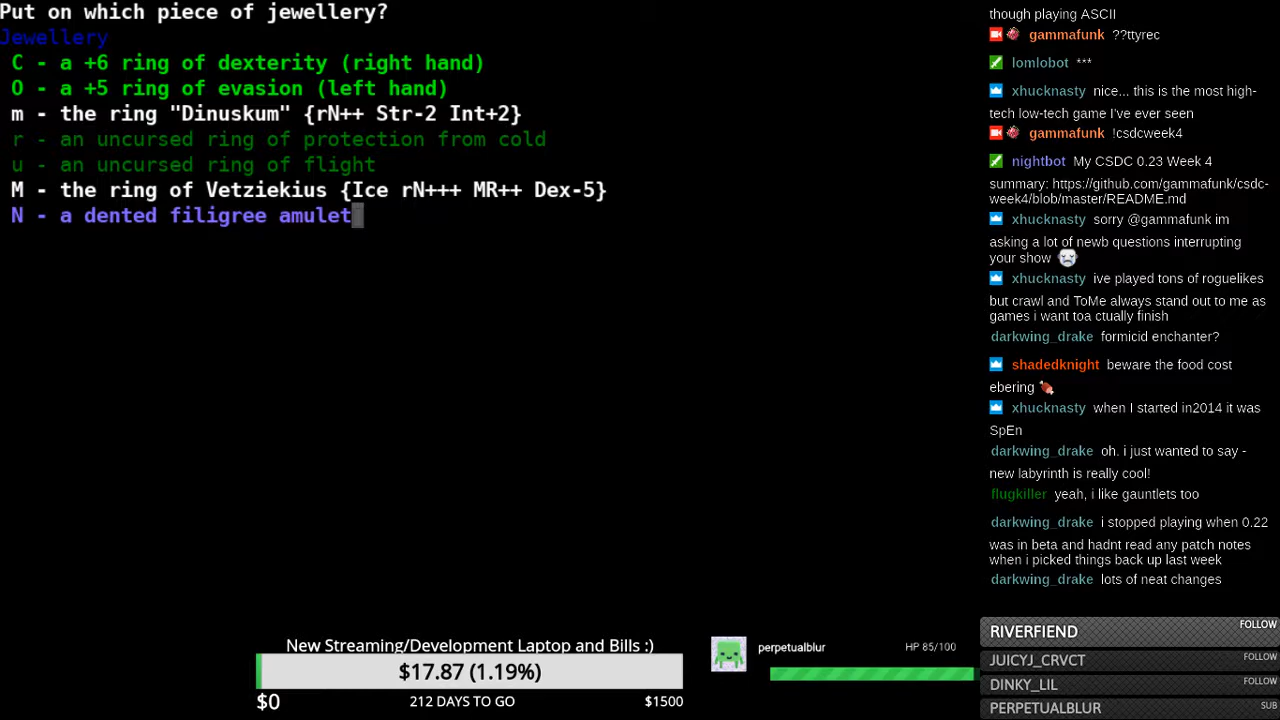 Put on which piece of jewellery?
Jewellery
C - a +6 ring of dexterity (right hand)
O - a +5 ring of evasion (left hand)
m - the ring "Dinuskum" {rN++ Str-2 Int+2}
r - an uncursed ring of protection from cold
u - an uncursed ring of flight
M - the ring of Vetziekius {Ice rN+++ MR++ Dex-5}
N - a dented filigree amulet
though playing ASCII
gammafunk ??ttyrec
lomlobot ***
xhucknasty nice... this is the most high-
tech low-tech game I've ever seen
gammafunk !csdcweek4
nightbot My CSDC 0.23 Week 4
summary: https://github.com/gammafunk/csdc-
week4/blob/master/README.md
xhucknasty sorry @gammafunk im
asking a lot of newb questions interrupting
your show
xhucknasty ive played tons of roguelikes
but crawl and ToMe always stand out to me as
games i want toa ctually finish
darkwing_drake formicid enchanter?
shadedknight beware the food cost
ebering
xhucknasty when I started in2014 it was
SpEn
darkwing_drake oh. i just wanted to say -
new labyrinth is really cool!
flugkiller yeah, i like gauntlets too
darkwing_drake i stopped playing when 0.22
was in beta and hadnt read any patch notes
when i picked things back up last week
darkwing_drake lots of neat changes
New Streaming/Development Laptop and Bills :)
$17.87 (1.19%)
$0 212 DAYS TO GO $1500
perpetualblur HP 85/100
RIVERFIEND FOLLOW
JUICYJ_CRVCT FOLLOW
DINKY_LIL FOLLOW
PERPETUALBLUR SUB